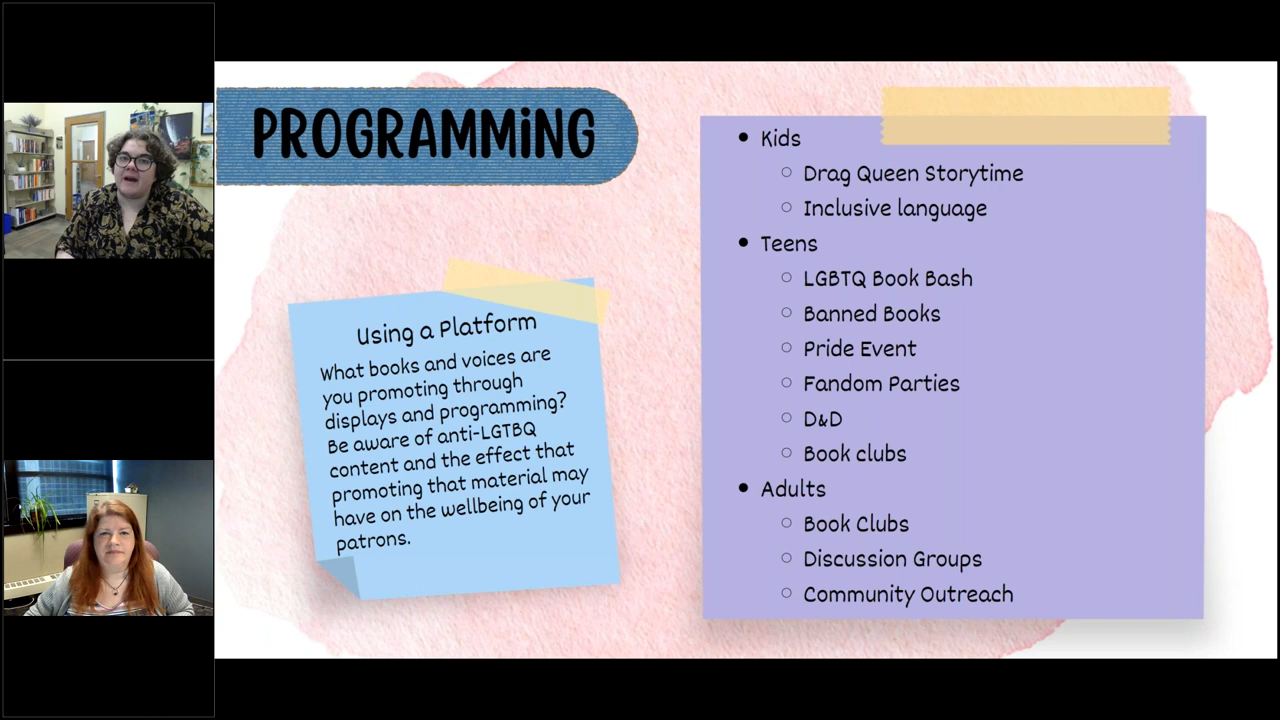 PROGRAMMiNG
Using a Platform
What books and voices are
you promoting through
displays and programming?
Be aware of anti-LGTBQ
content and the effect that
promoting that material may
have on the wellbeing of your
patrons.
Kids
Drag Queen Storytime
Inclusive language
Teens
LGBTQ Book Bash
Banned Books
Pride Event
Fandom Parties
D&D
Book clubs
Adults
Book Clubs
Discussion Groups
Community Outreach